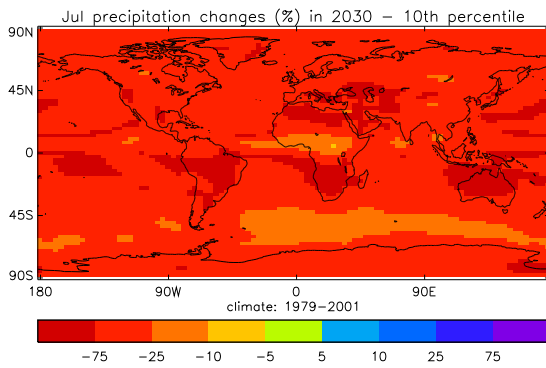 Jul precipitation changes (%) in 2030 – 10th percentile
90N
45N
0
45S
90S
180 90W 0 90E
climate: 1979–2001
−75 −25 −10 −5 5 10 25 75